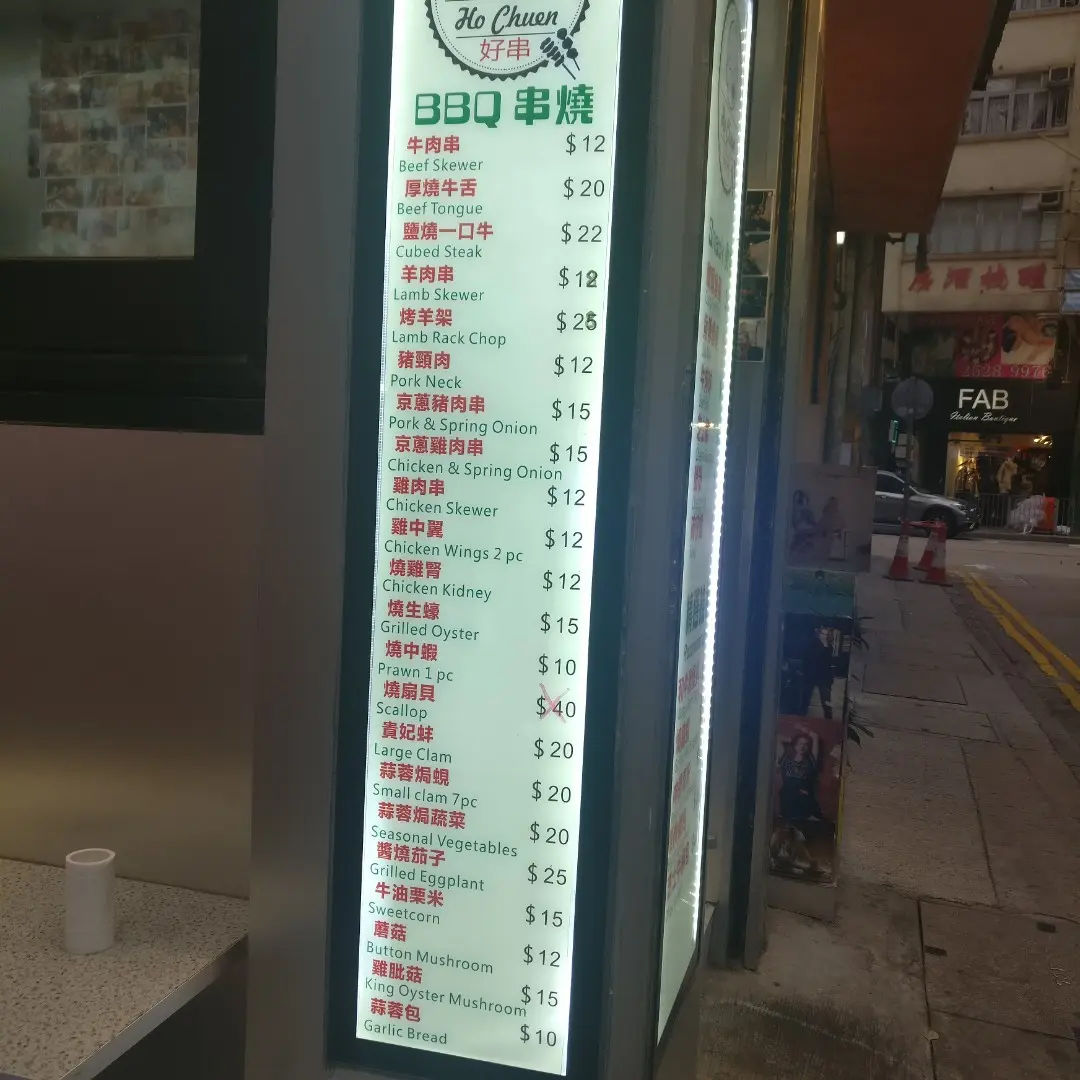 Ho Chuen
好串
BBQ 串燒
牛肉串 $12
Beef Skewer
厚燒牛舌 $20
Beef Tongue
鹽燒一口牛 $22
Cubed Steak
羊肉串
Lamb Skewer
烤羊架
Lamb Rack Chop
豬頸肉 $12
Pork Neck
京蔥豬肉串 $15
Pork & Spring Onion
京蔥雞肉串 $15
Chicken & Spring Onion
雞肉串 $12
Chicken Skewer
雞中翼 $12
Chicken Wings 2 pc
燒雞腎 $12
Chicken Kidney
燒生蠔 $15
Grilled Oyster
燒中蝦 $10
Prawn 1 pc
燒扇貝 $40
Scallop
貴妃蚌 $20
Large Clam
蒜蓉焗蜆 $20
Small clam 7pc
蒜蓉焗蔬菜 $20
Seasonal Vegetables
醬燒茄子 $25
Grilled Eggplant
牛油栗米 $15
Sweetcorn
蘑菇 $12
Button Mushroom
雞肶菇 $15
King Oyster Mushroom
蒜蓉包 $10
Garlic Bread
FAB
Italian Boutique